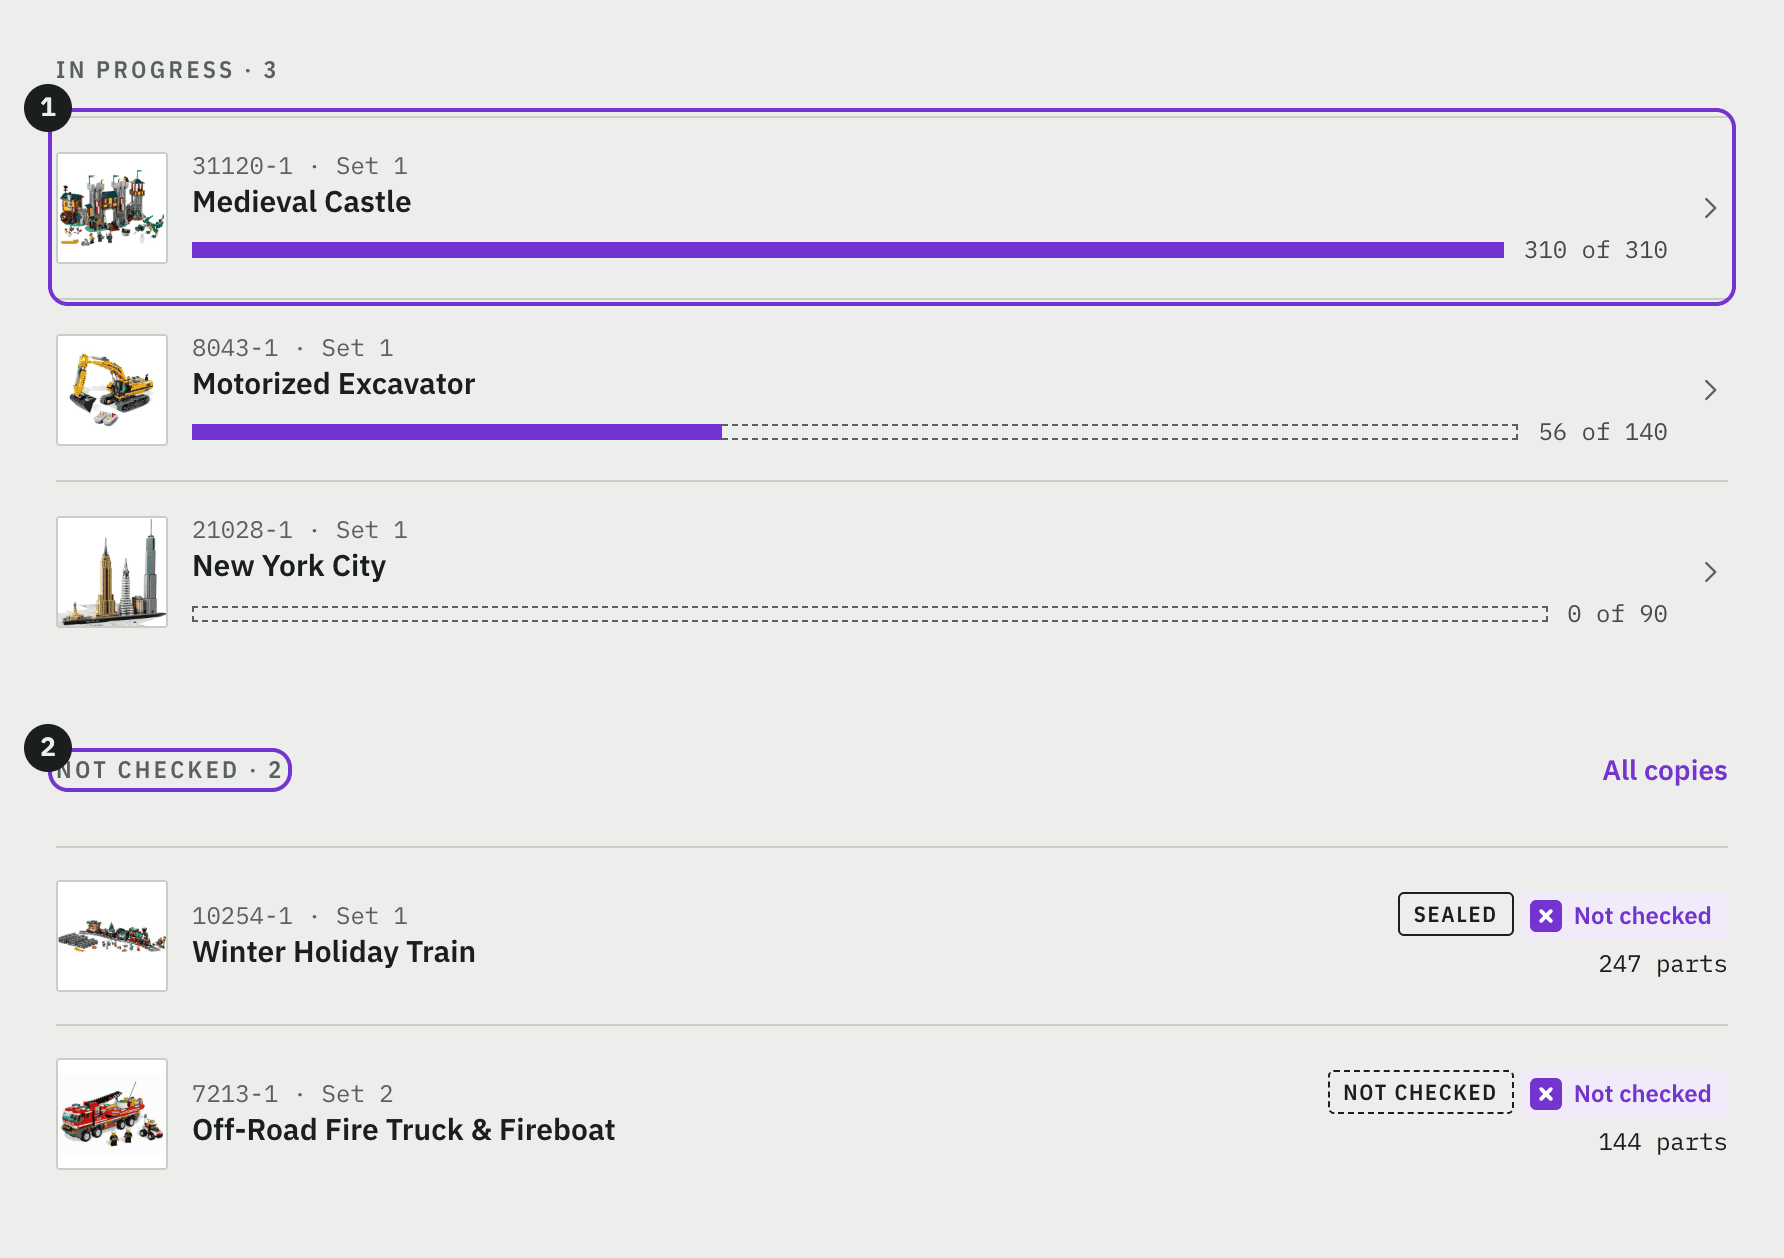 IN PROGRESS · 3
1
31120-1 · Set 1
Medieval Castle
310 of 310
8043-1 · Set 1
Motorized Excavator
56 of 140
21028-1 · Set 1
New York City
0 of 90
2
NOT CHECKED · 2
All copies
10254-1 · Set 1
SEALED
Not checked
Winter Holiday Train
247 parts
7213-1 · Set 2
NOT CHECKED
Not checked
Off-Road Fire Truck & Fireboat
144 parts